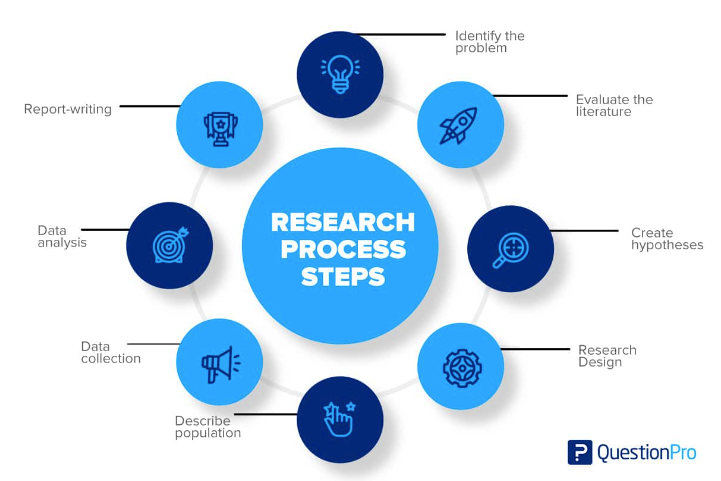 Identify the
problem
Evaluate the
literature
Create
hypotheses
Research
Design
Describe
population
Data
collection
Data
analysis
Report-writing
RESEARCH
PROCESS
STEPS
QuestionPro